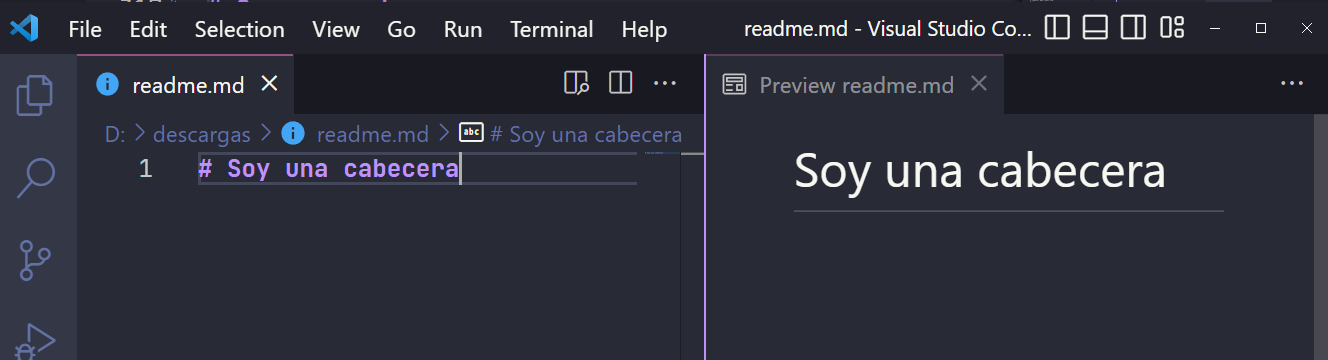 File Edit Selection View Go Run Terminal Help readme.md - Visual Studio Co...
readme.md
Preview readme.md
D: > descargas > readme.md > abc # Soy una cabecera
1 # Soy una cabecera
Soy una cabecera